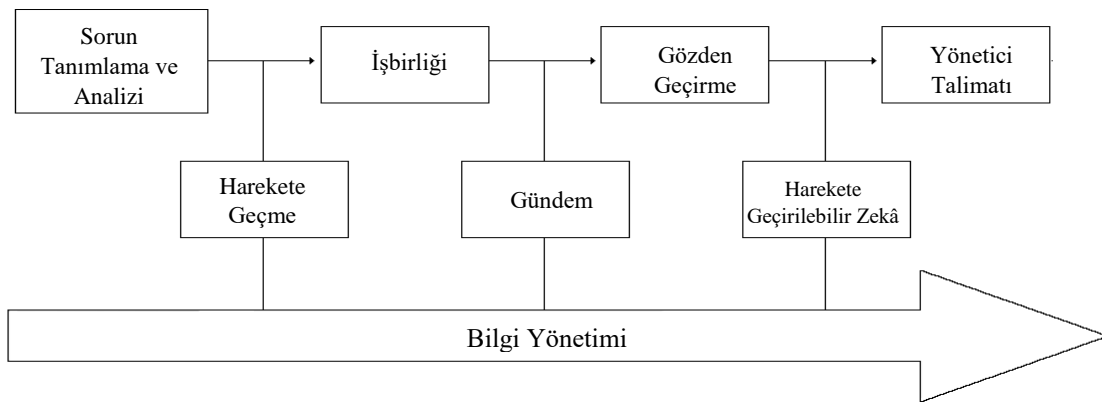 Sorun
Tanımlama ve
Analizi
İşbirliği
Gözden
Geçirme
Yönetici
Talimatı
Harekete
Geçme
Gündem
Harekete
Geçirilebilir Zekâ
Bilgi Yönetimi